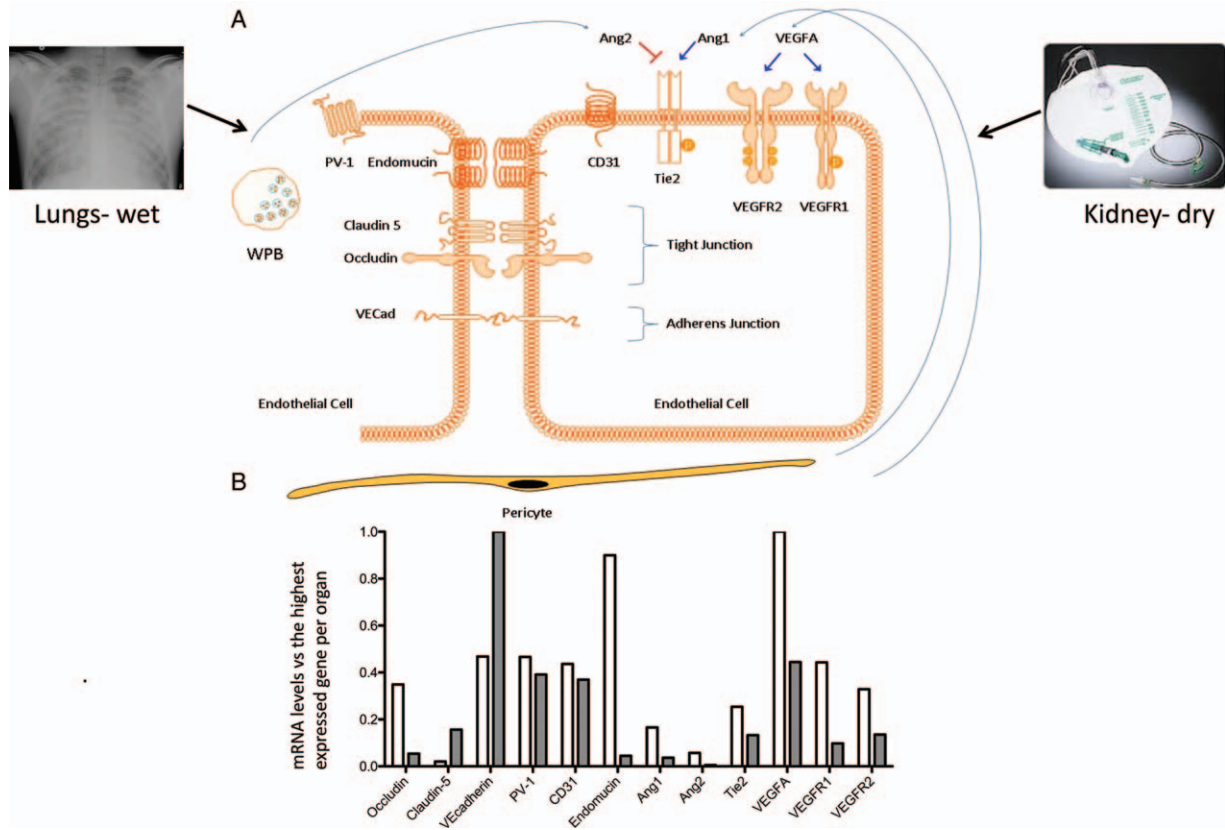 A
Ang2
Ang1
VEGFA
PV-1
Endomucin
CD31
P
Tie2
VEGFR2
P
VEGFR1
Lungs- wet
WPB
Kidney- dry
Claudin 5
Occludin
Tight Junction
VECad
Adherens Junction
Endothelial Cell
Endothelial Cell
B
Pericyte
mRNA levels vs the highest
expressed gene per organ
1.0
0.8
0.6
0.4
0.2
0.0
Occludin
Claudin-5
VEcadherin
PV-1
CD31
Endomucin
Ang1
Ang2
Tie2
VEGFA
VEGFR1
VEGFR2